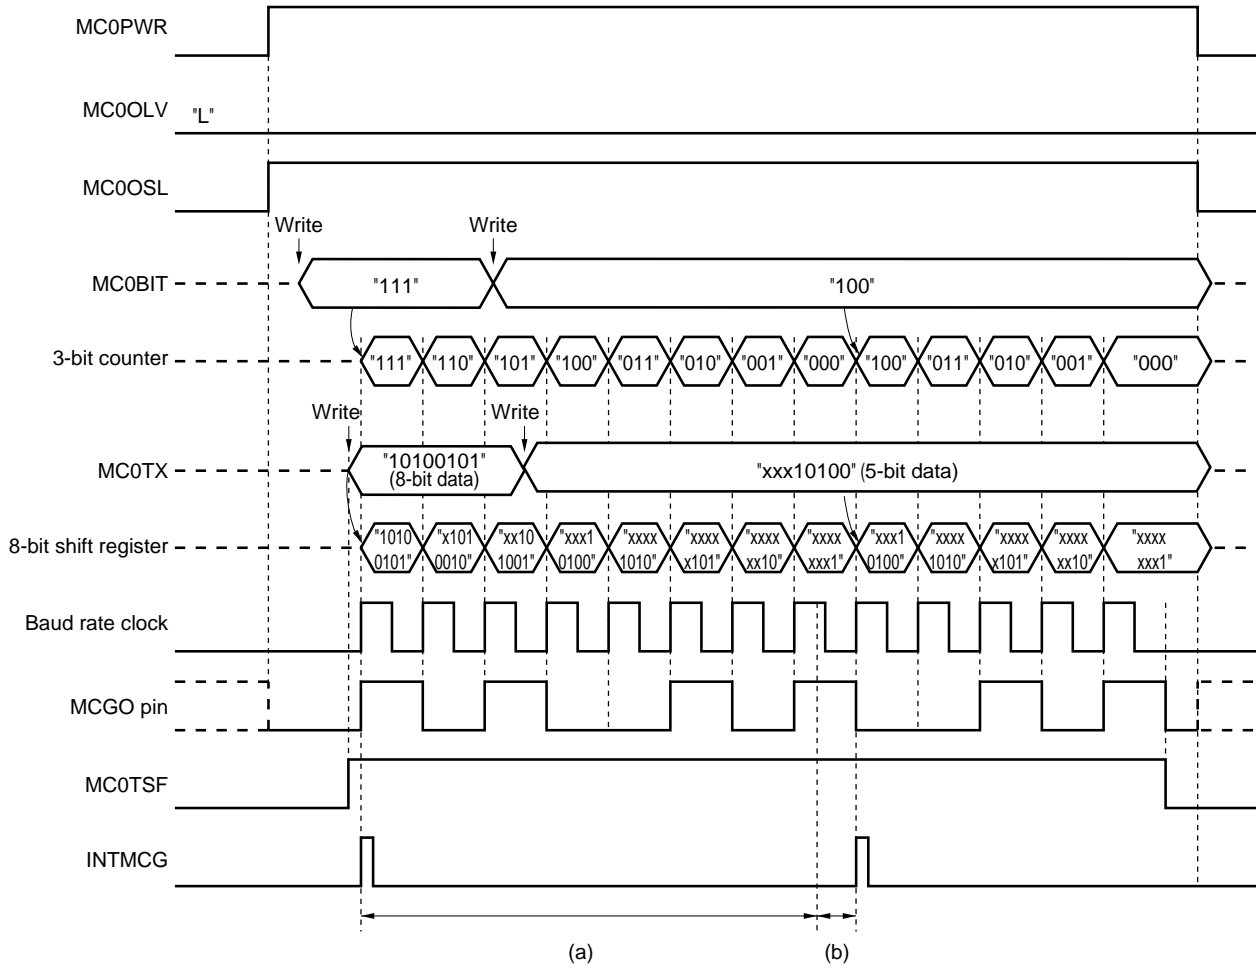 MC0PWR
MC0OLV "L"
MC0OSL
Write Write
MC0BIT "111" "100"
3-bit counter "111" "110" "101" "100" "011" "010" "001" "000" "100" "011" "010" "001" "000"
Write Write
MC0TX "10100101" "xxx10100" (5-bit data)
(8-bit data)
8-bit shift register "1010 "x101 "xx10 "xxx1 "xxxx "xxxx "xxxx "xxxx "xxx1 "xxxx "xxxx "xxxx "xxxx
0101" 0010" 1001" 0100" 1010" x101" xx10" xxx1" 0100" 1010" x101" xx10" xxx1"
Baud rate clock
MCGO pin
MC0TSF
INTMCG
(a) (b)